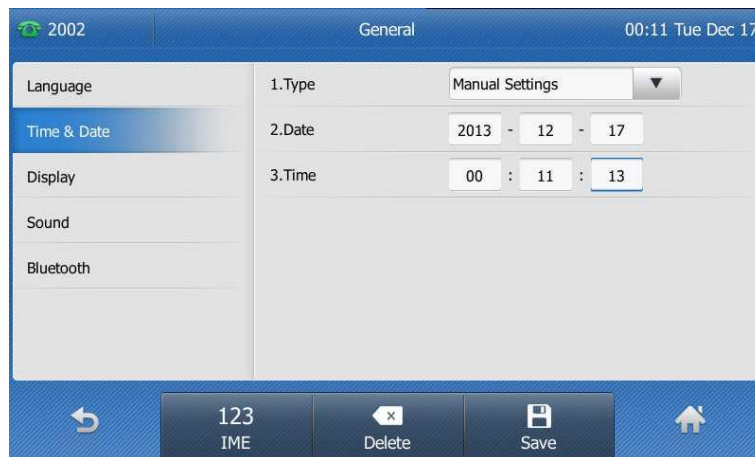 2002 General 00:11 Tue Dec 17
Language
Time & Date
Display
Sound
Bluetooth
1.Type Manual Settings
2.Date 2013 - 12 - 17
3.Time 00 : 11 : 13
123
IME
Delete
Save